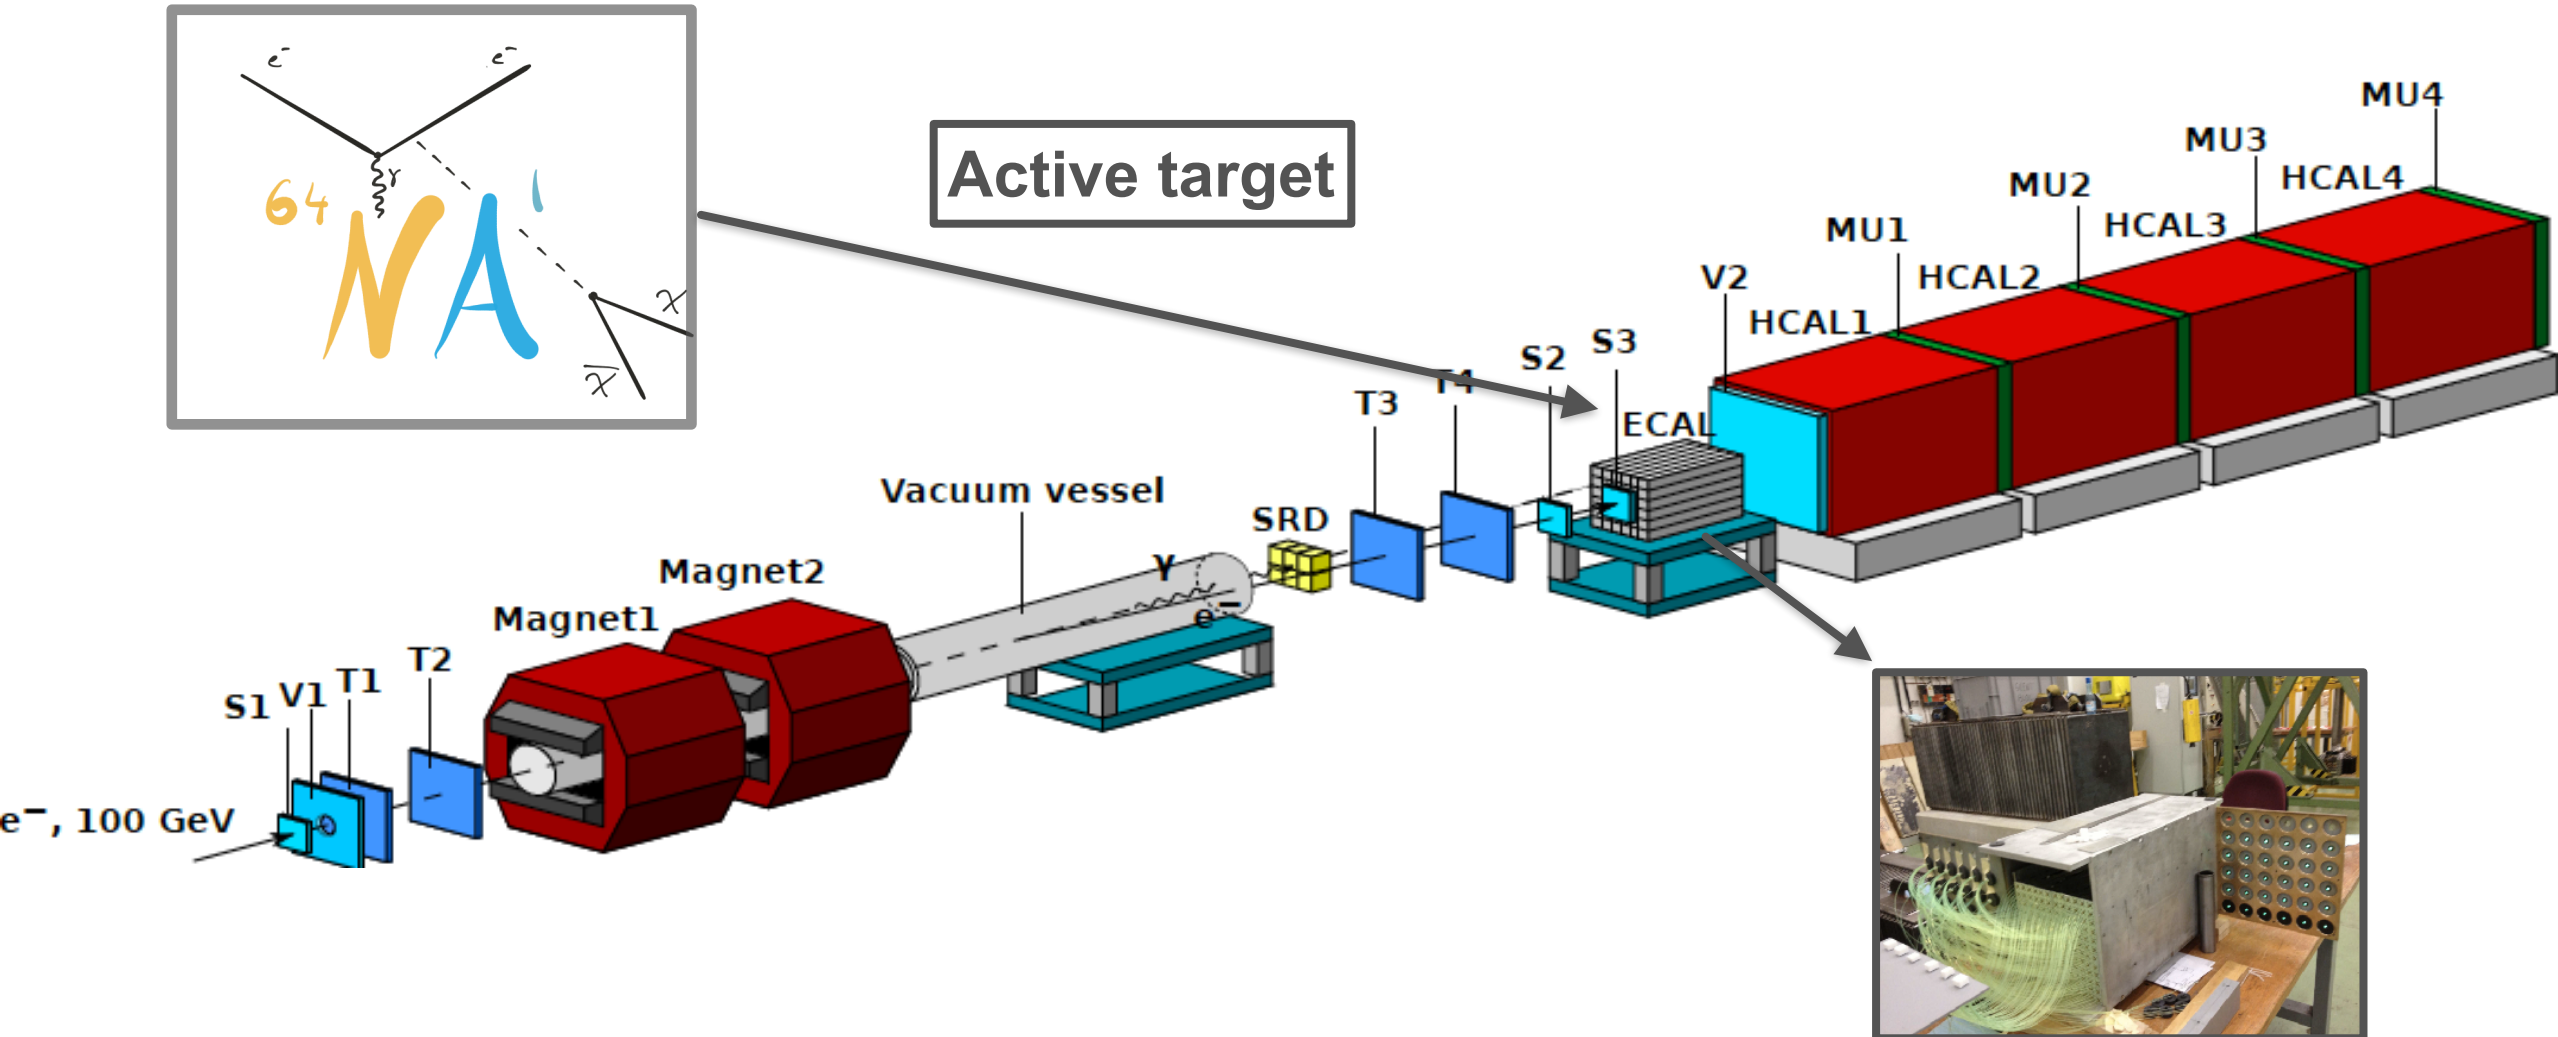 e⁻
e⁻
γ
64
NA'
χ
χ̅
Active target
MU4
MU3
HCAL4
MU2
HCAL3
MU1
HCAL2
V2
HCAL1
S3
S2
T4
T3
ECAL
Vacuum vessel
SRD
γ
e⁻
Magnet2
Magnet1
T2
T1
V1
S1
e⁻, 100 GeV